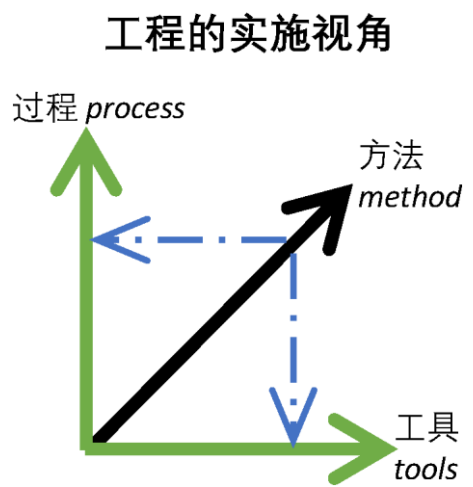 工程的实施视角
过程 process
方法
method
工具
tools